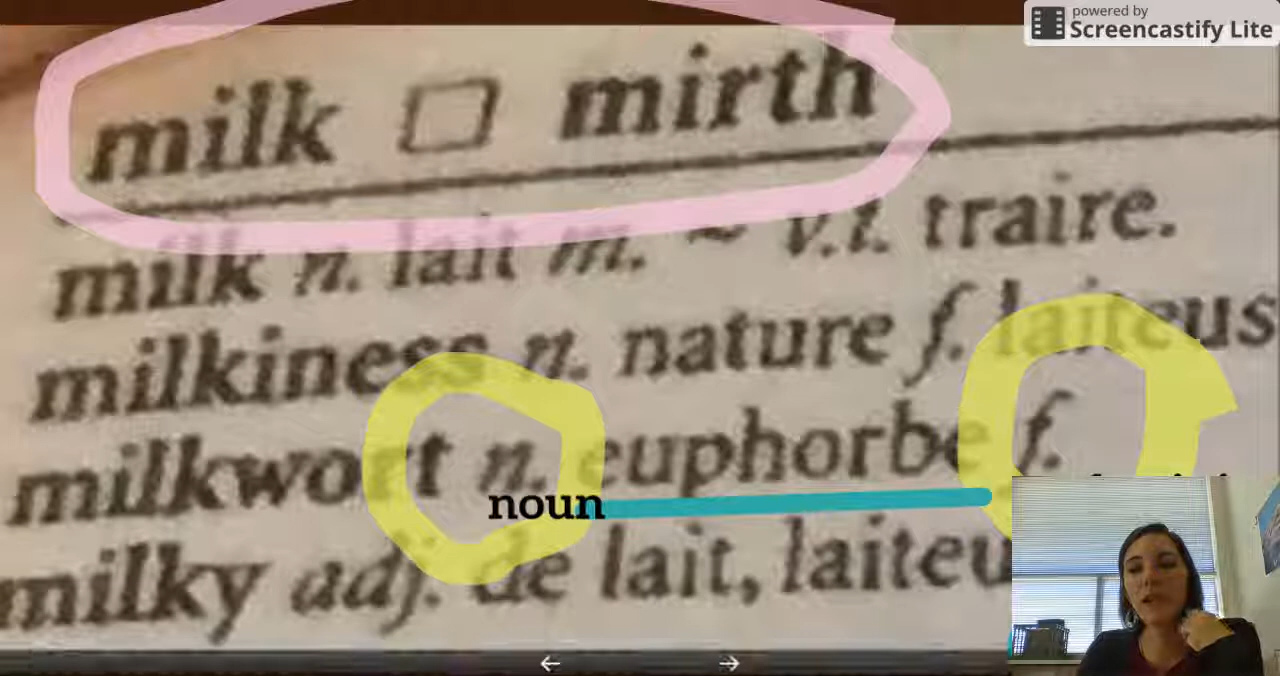 powered by
Screencastify Lite
milk □ mirth
milk n. lait m. ~ v.t. traire.
milkiness n. nature f. laiteus
milkwort n. euphorbe f.
noun
milky adj. de lait, laiteu